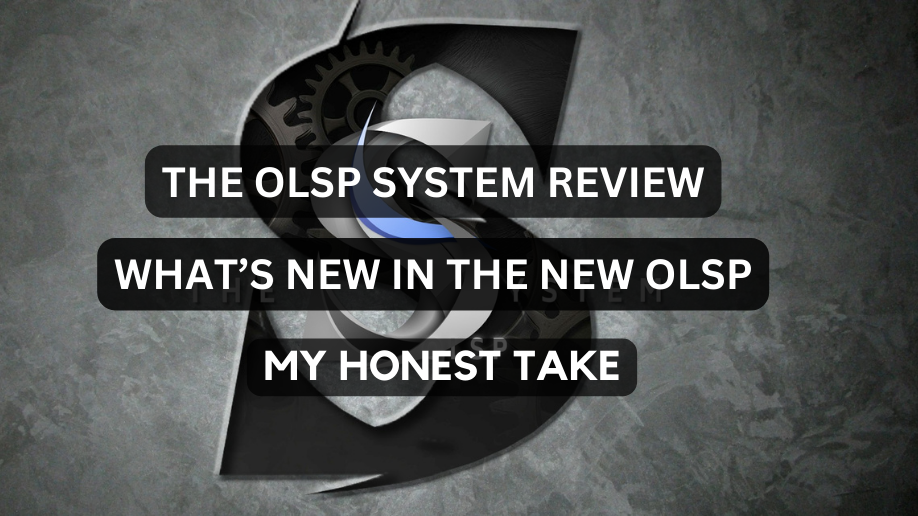 THE OLSP SYSTEM REVIEW
WHAT'S NEW IN THE NEW OLSP
MY HONEST TAKE